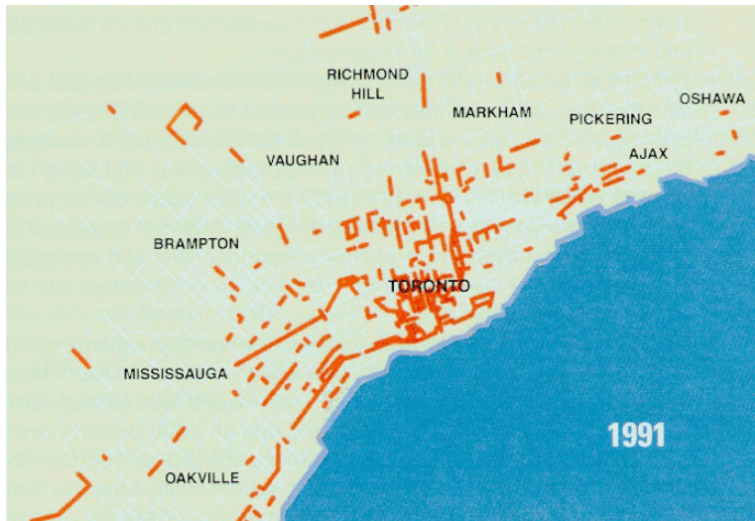 RICHMOND
HILL
OSHAWA
MARKHAM
PICKERING
VAUGHAN
AJAX
BRAMPTON
TORONTO
MISSISSAUGA
1991
OAKVILLE